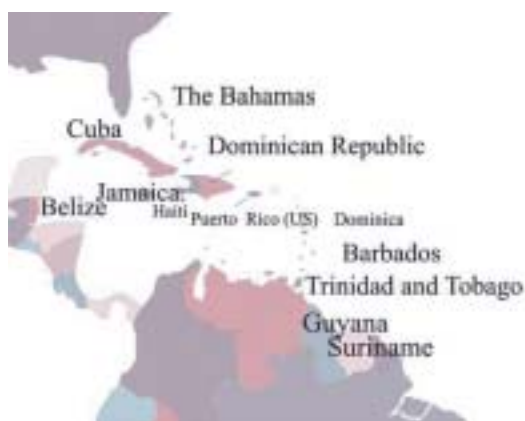 The Bahamas
Cuba
Dominican Republic
Jamaica
Belize
Haiti
Puerto Rico (US)
Dominica
Barbados
Trinidad and Tobago
Guyana
Suriname